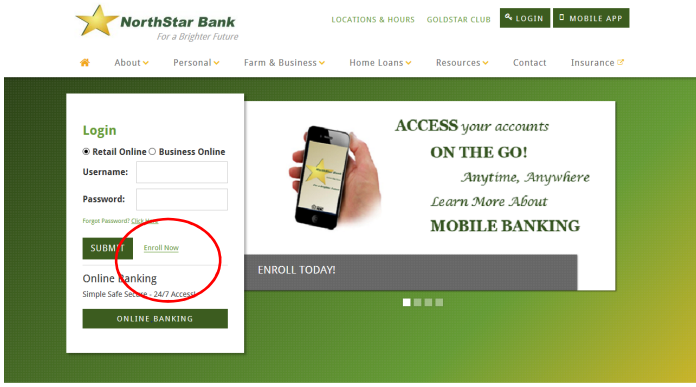 NorthStar Bank
For a Brighter Future
LOCATIONS & HOURS GOLDSTAR CLUB LOGIN MOBILE APP
About Personal Farm & Business Home Loans Resources Contact Insurance
Login
Retail Online Business Online
Username:
Password:
Forgot Password? Click Here
SUBMIT Enroll Now
Online Banking
Simple Safe Secure - 24/7 Access!
ONLINE BANKING
ACCESS your accounts
ON THE GO!
Anytime, Anywhere
Learn More About
MOBILE BANKING
ENROLL TODAY!